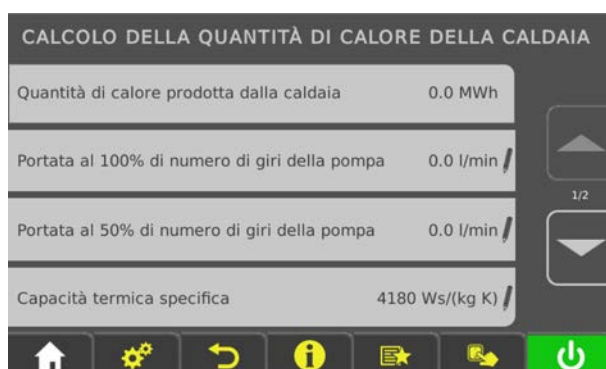 CALCOLO DELLA QUANTITÀ DI CALORE DELLA CALDAIA
Quantità di calore prodotta dalla caldaia 0.0 MWh
Portata al 100% di numero di giri della pompa 0.0 l/min
1/2
Portata al 50% di numero di giri della pompa 0.0 l/min
Capacità termica specifica 4180 Ws/(kg K)